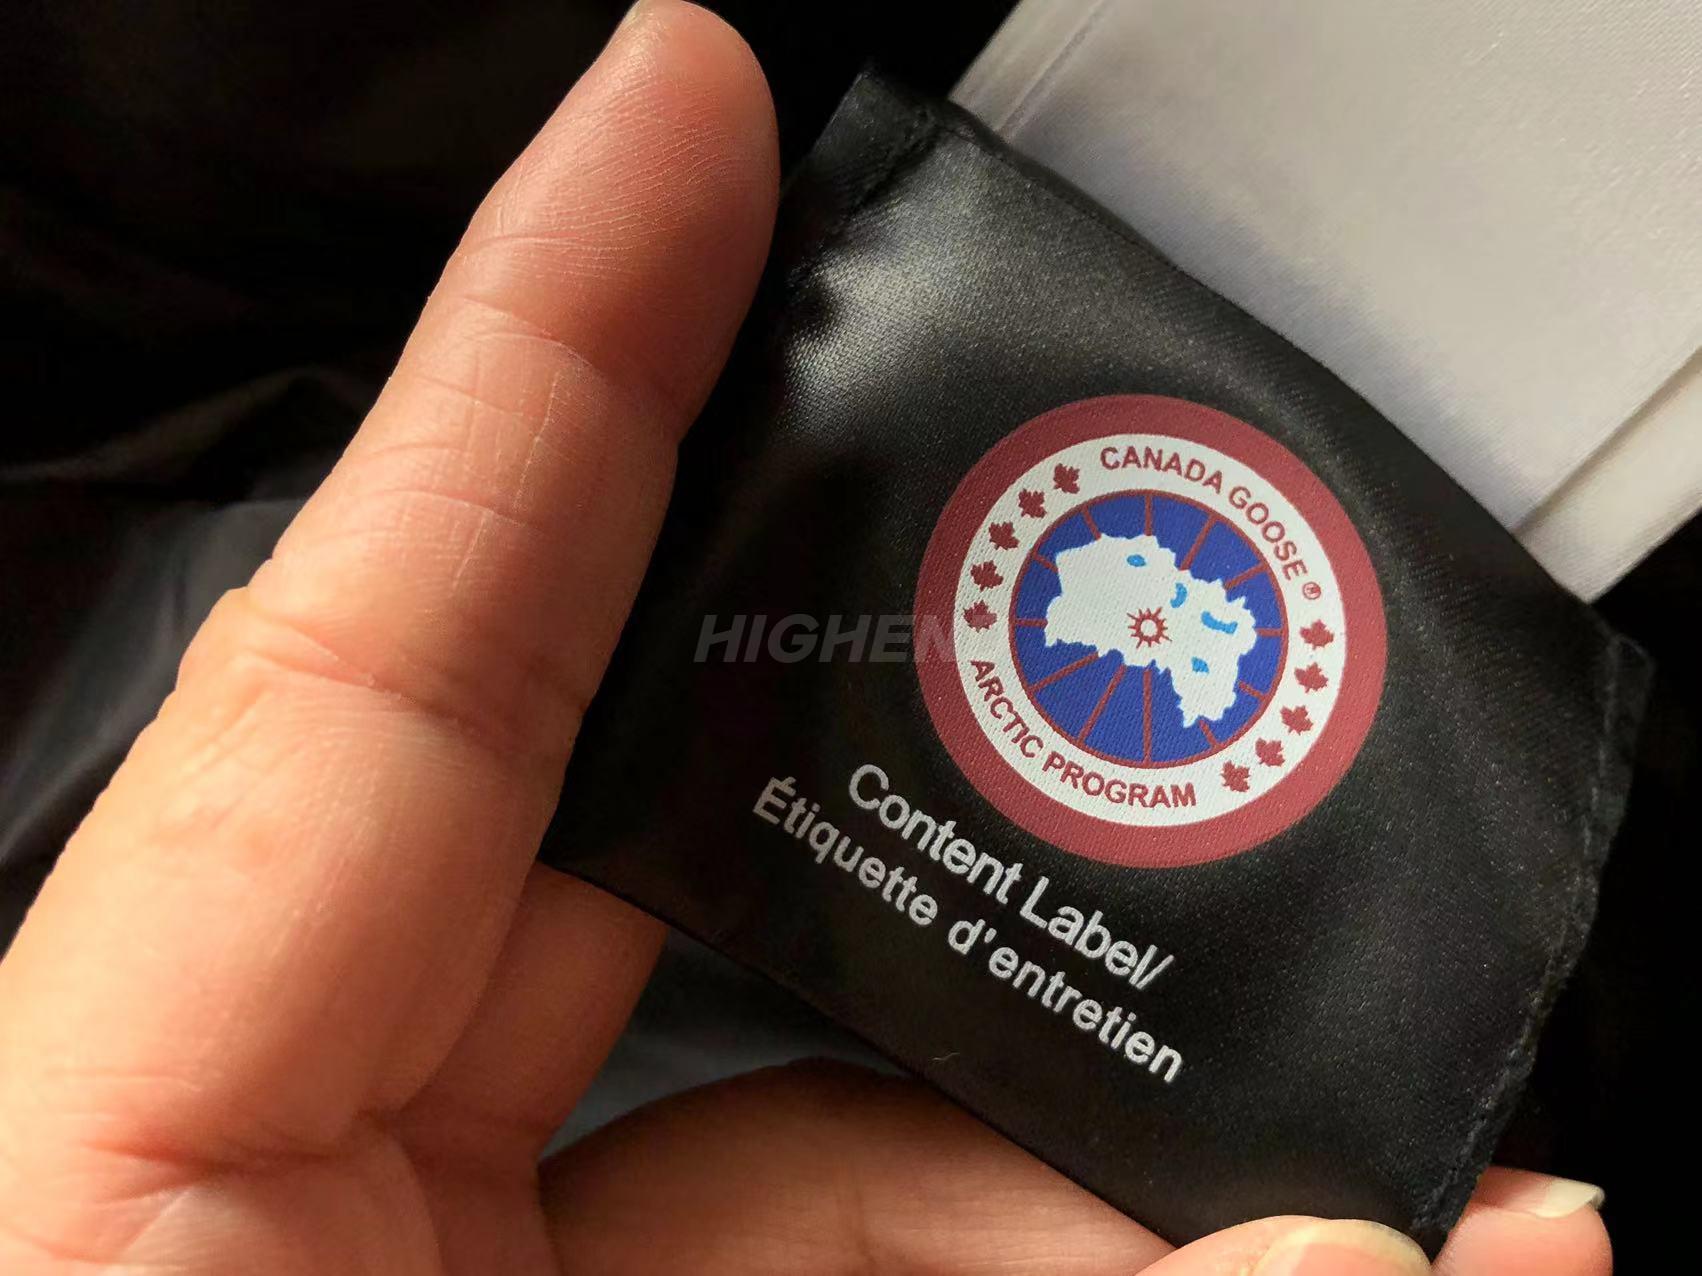 CANADA GOOSE®
ARCTIC PROGRAM
HIGHEN
Content Label/
Étiquette d'entretien